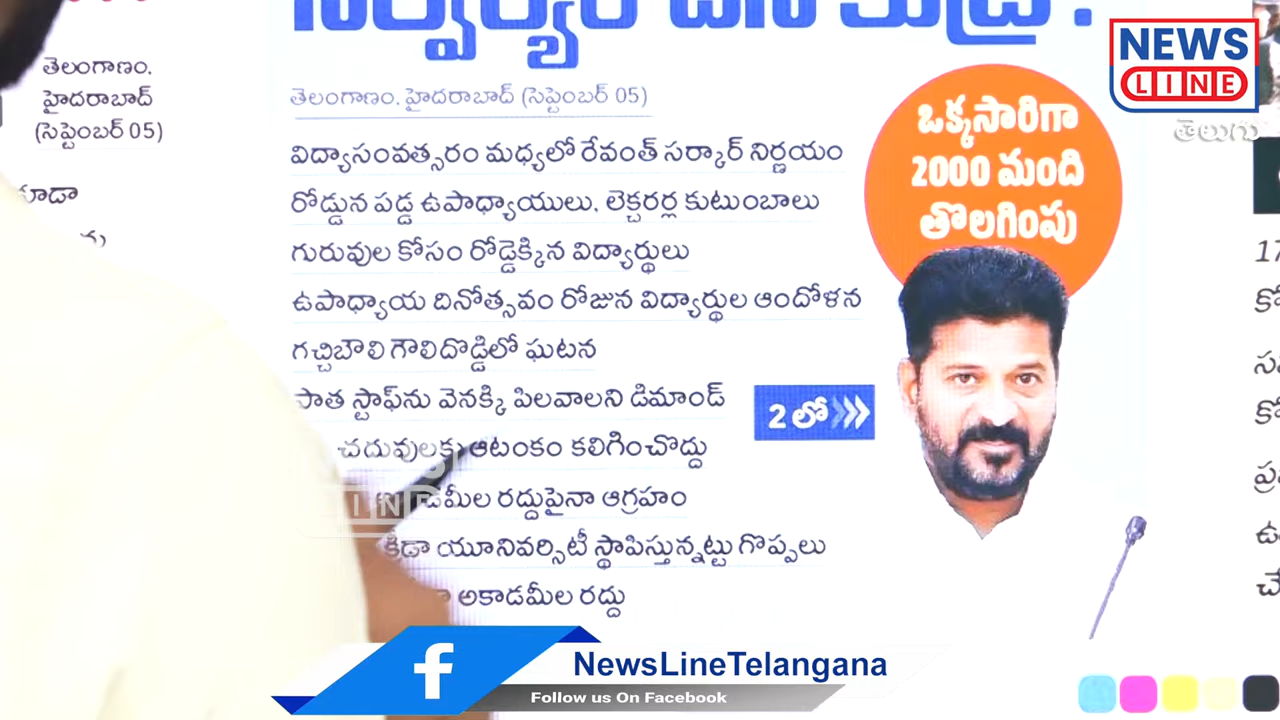 తెలంగాణం.
హైదరాబాద్
(సెప్టెంబర్ 05)
తెలంగాణం. హైదరాబాద్ (సెప్టెంబర్ 05)
విద్యాసంవత్సరం మధ్యలో రేవంత్ సర్కార్ నిర్ణయం
రోడ్డున పడ్డ ఉపాధ్యాయులు, లెక్చరర్ల కుటుంబాలు
గురువుల కోసం రోడ్డెక్కిన విద్యార్థులు
ఉపాధ్యాయ దినోత్సవం రోజున విద్యార్థుల ఆందోళన
గచ్చిబౌలి గౌలిదొడ్డిలో ఘటన
పాత స్టాఫ్‌ను వెనక్కి పిలవాలని డిమాండ్
చదువులకు ఆటంకం కలిగించొద్దు
రద్దుపైనా ఆగ్రహం
క్రీడా యూనివర్సిటీ స్థాపిస్తున్నట్టు గొప్పలు
అకాడమీల రద్దు
2 లో
ఒక్కసారిగా
2000 మంది
తొలగింపు
NEWS
LINE
తెలుగు
17
NewsLineTelangana
Follow us On Facebook